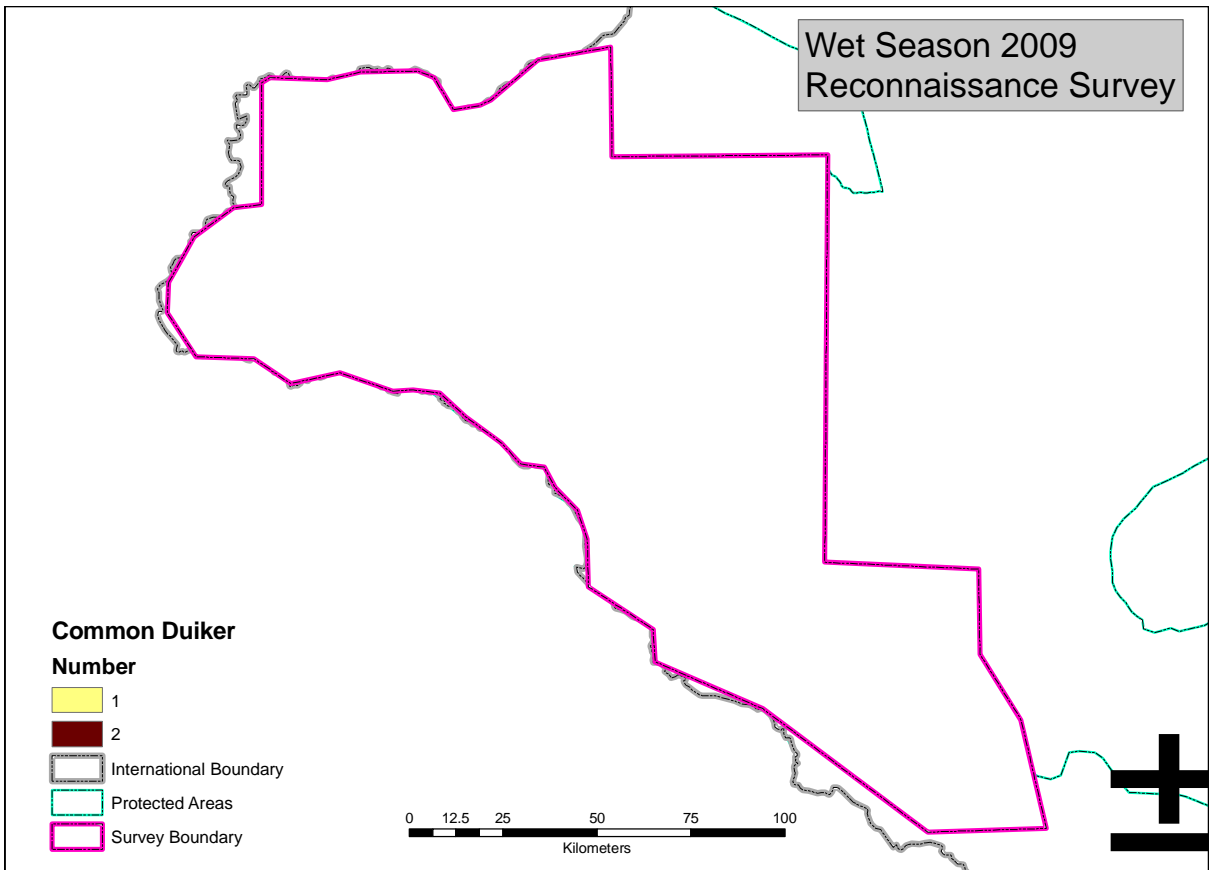 Wet Season 2009
Reconnaissance Survey
Common Duiker
Number
1
2
International Boundary
Protected Areas
Survey Boundary
0 12.5 25 50 75 100
Kilometers